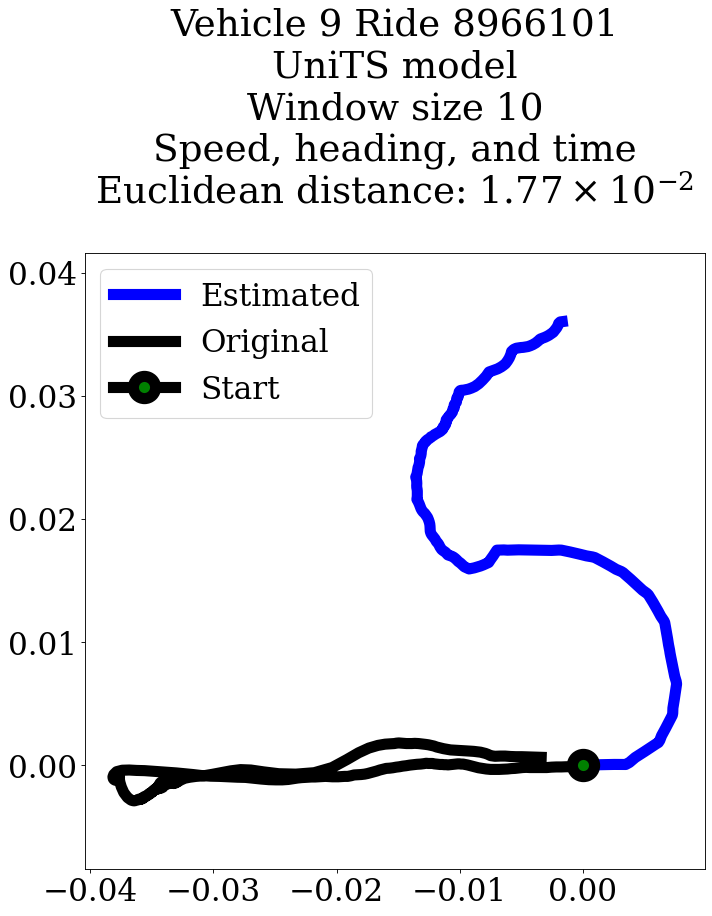 Vehicle 9 Ride 8966101
UniTS model
Window size 10
Speed, heading, and time
Euclidean distance: 1.77 × 10⁻²
0.04
0.03
0.02
0.01
0.00
Estimated
Original
Start
−0.04 −0.03 −0.02 −0.01 0.00